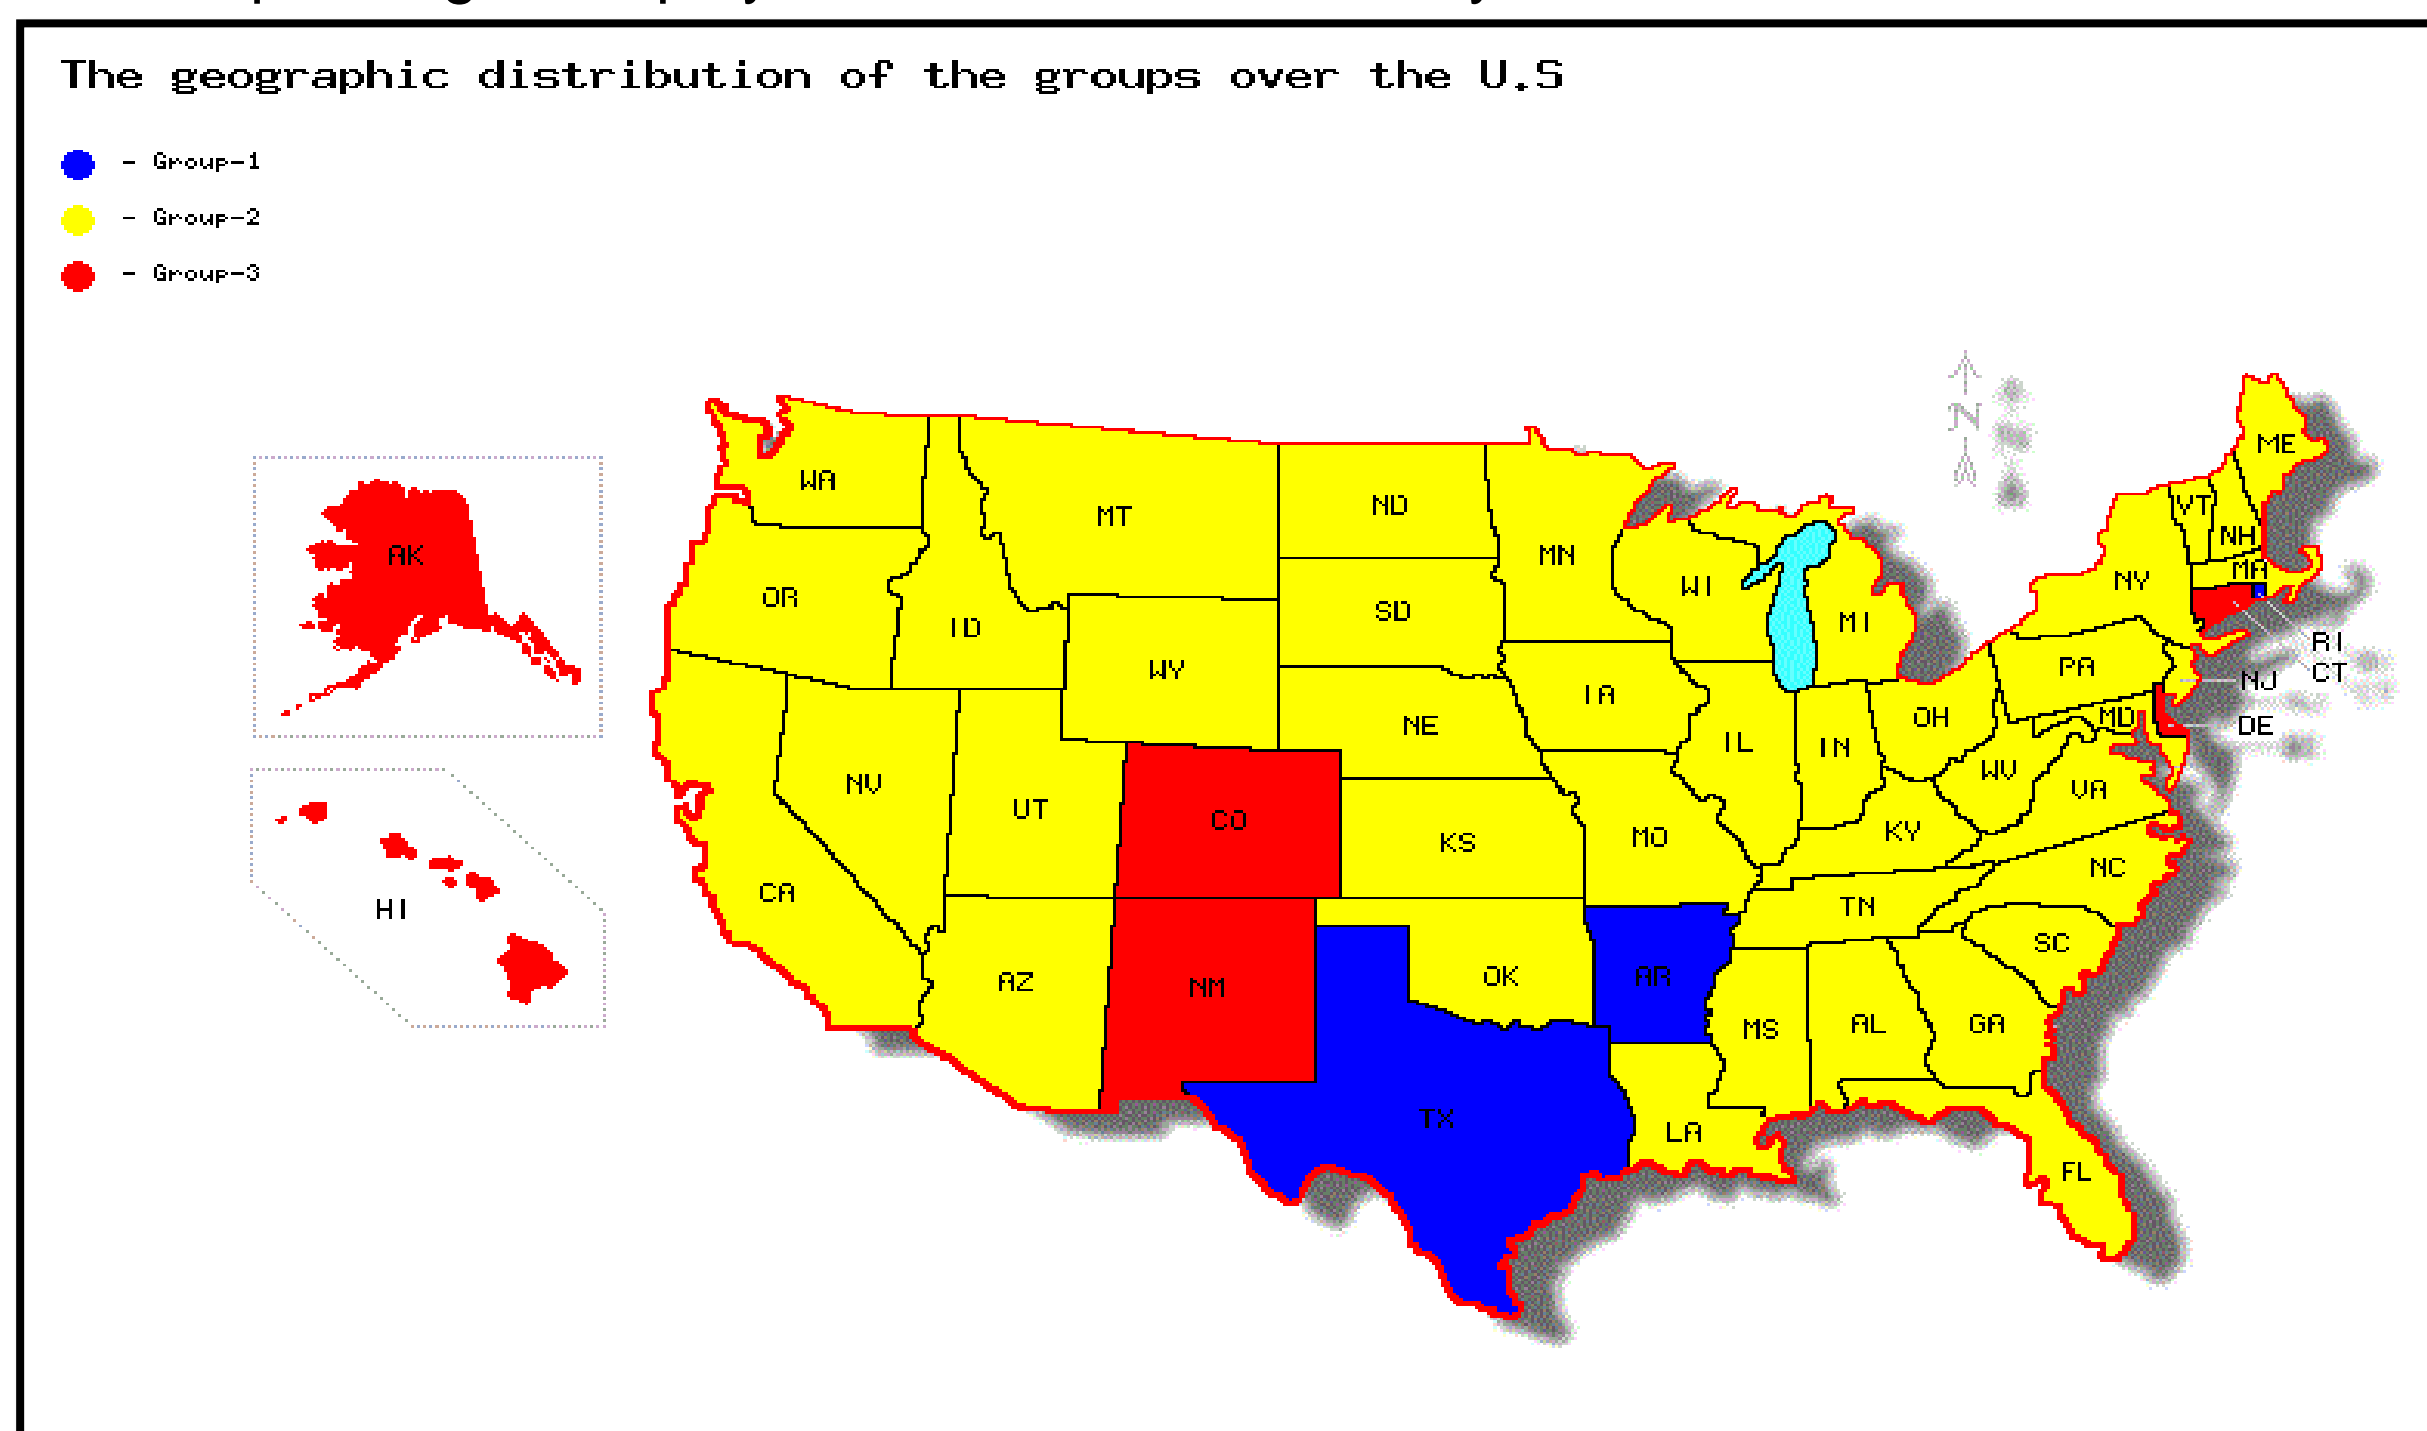 The geographic distribution of the groups over the U.S
- Group-1
- Group-2
- Group-3
N
ME
WA
VT
MT
ND
NH
MN
AK
MA
NY
WI
OR
SD
MI
ID
RI
PA
WY
CT
NJ
IA
NE
OH
MD
DE
IL
IN
WV
NV
VA
UT
CO
KY
MO
KS
NC
CA
TN
HI
SC
OK
AR
AZ
NM
GA
AL
MS
TX
LA
FL